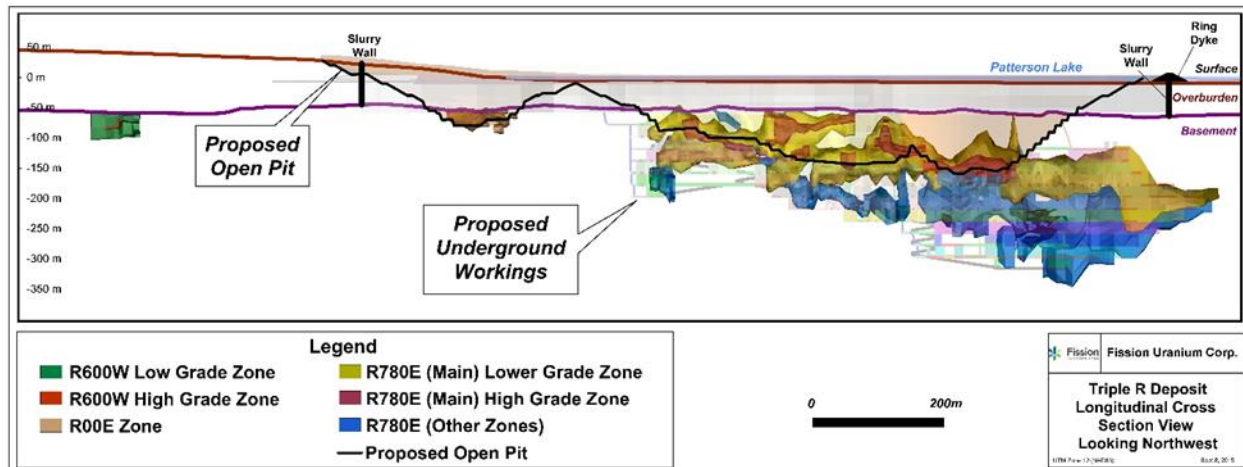 50 m
0 m
-50 m
-100 m
-150 m
-200 m
-250 m
-300 m
-350 m
Slurry
Wall
Proposed
Open Pit
Proposed
Underground
Workings
Patterson Lake
Slurry
Wall
Ring
Dyke
Surface
Overburden
Basement
Legend
R600W Low Grade Zone
R600W High Grade Zone
R00E Zone
R780E (Main) Lower Grade Zone
R780E (Main) High Grade Zone
R780E (Other Zones)
Proposed Open Pit
0 200m
Fission
Fission Uranium Corp.
Triple R Deposit
Longitudinal Cross
Section View
Looking Northwest